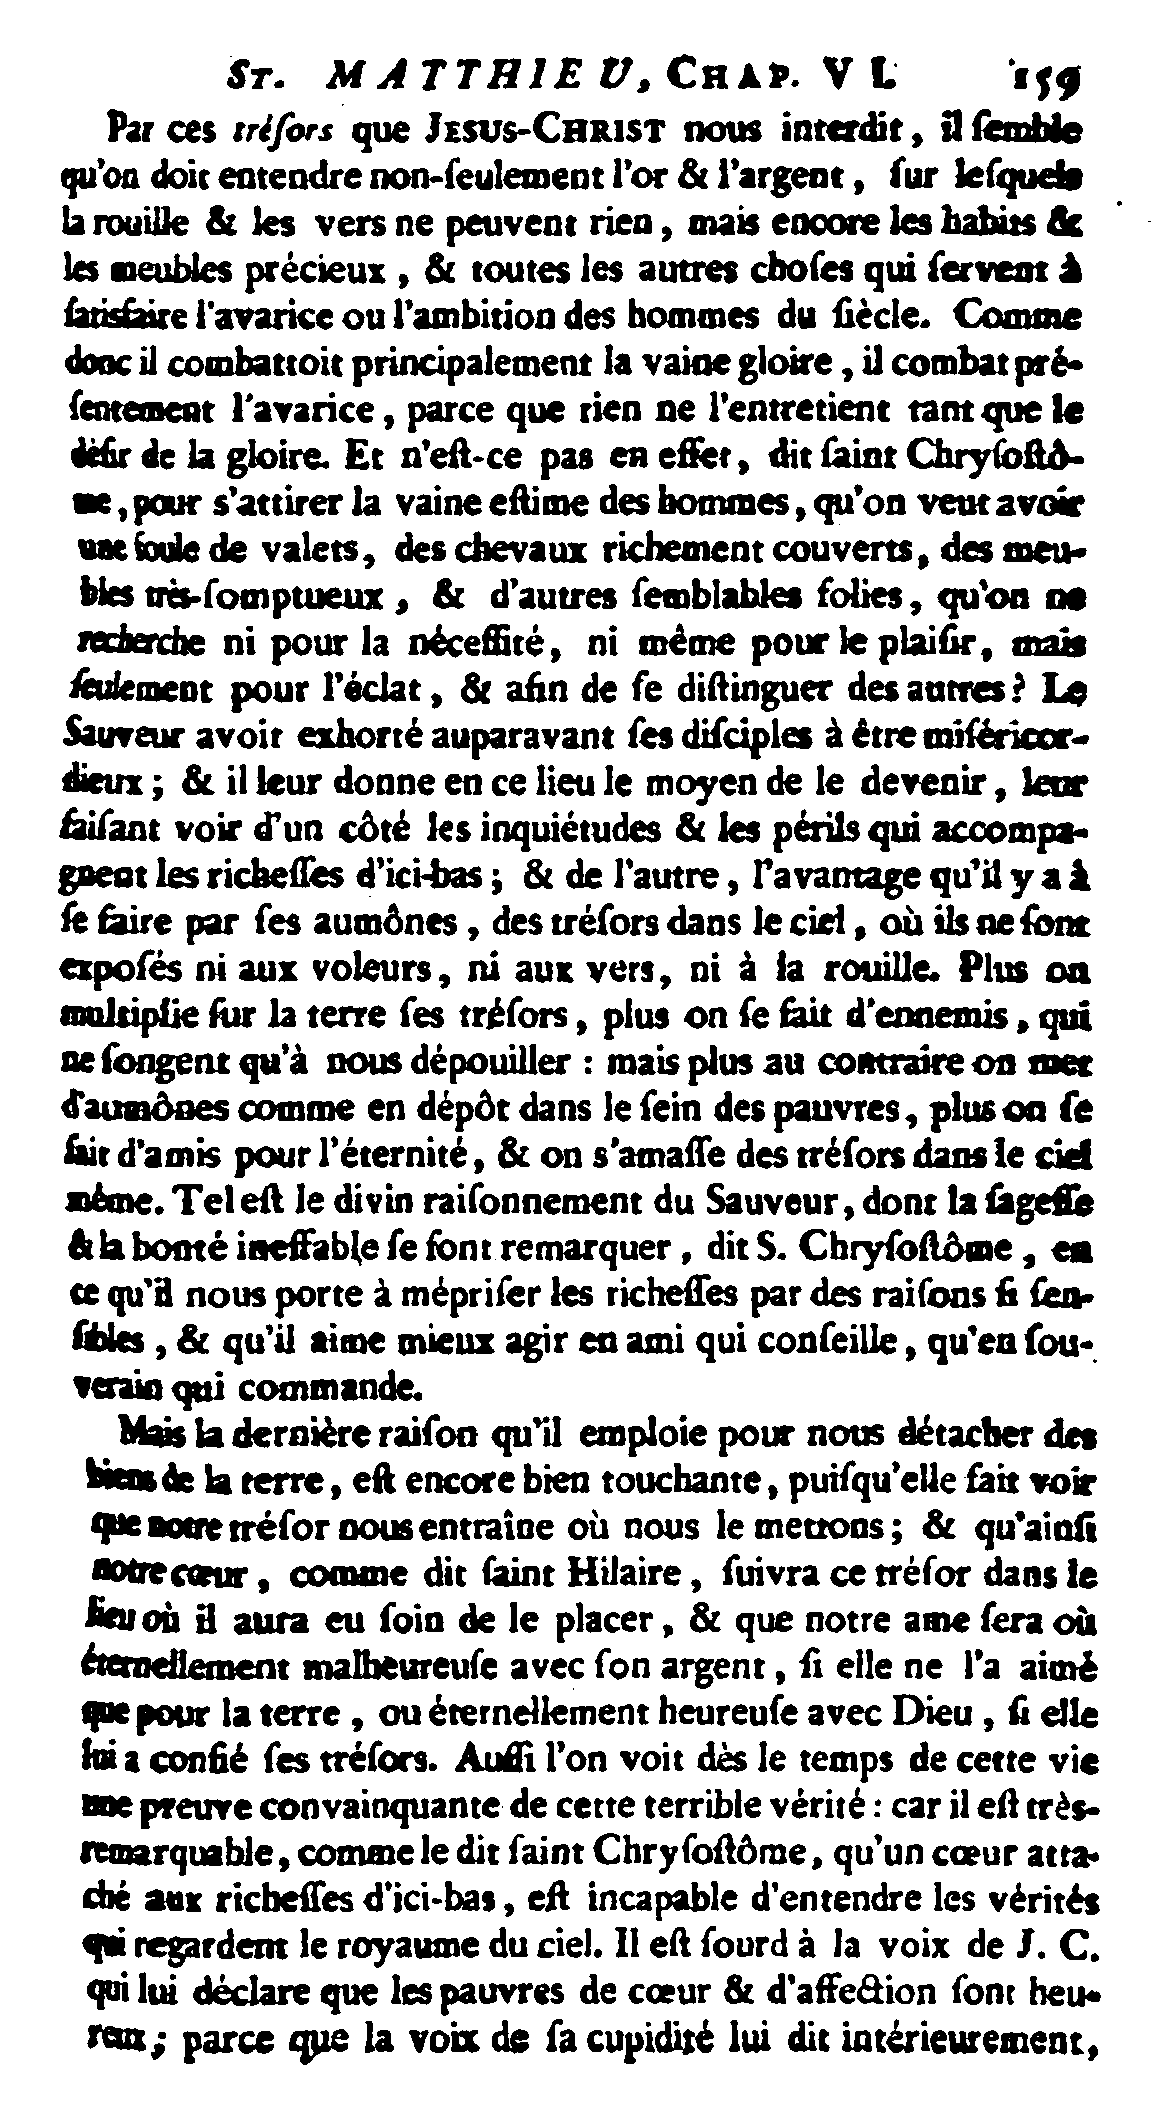 ST. MATTHIEU, CHAP. VI. 159
Par ces tréſors que JESUS-CHRIST nous interdit, il ſemble
qu'on doit entendre non-ſeulement l'or & l'argent, ſur leſquels
la rouille & les vers ne peuvent rien, mais encore les habits &
les meubles précieux, & toutes les autres choſes qui ſervent à
ſatisfaire l'avarice ou l'ambition des hommes du ſiècle. Comme
donc il combattoit principalement la vaine gloire, il combat pré-
ſentement l'avarice, parce que rien ne l'entretient tant que le
déſir de la gloire. Et n'eſt-ce pas en effet, dit ſaint Chryſoſtô-
me, pour s'attirer la vaine eſtime des hommes, qu'on veut avoir
une foule de valets, des chevaux richement couverts, des meu-
bles très-ſomptueux, & d'autres ſemblables folies, qu'on ne
recherche ni pour la néceſſité, ni même pour le plaiſir, mais
ſeulement pour l'éclat, & afin de ſe diſtinguer des autres? Le
Sauveur avoit exhorté auparavant ſes diſciples à être miſéricor-
dieux; & il leur donne en ce lieu le moyen de le devenir, leur
faiſant voir d'un côté les inquiétudes & les périls qui accompa-
gnent les richeſſes d'ici-bas; & de l'autre, l'avantage qu'il y a à
ſe faire par ſes aumônes, des tréſors dans le ciel, où ils ne ſont
expoſés ni aux voleurs, ni aux vers, ni à la rouille. Plus on
multiplie ſur la terre ſes tréſors, plus on ſe fait d'ennemis, qui
ne ſongent qu'à nous dépouiller : mais plus au contraire on met
d'aumônes comme en dépôt dans le ſein des pauvres, plus on ſe
fait d'amis pour l'éternité, & on s'amaſſe des tréſors dans le ciel
même. Tel eſt le divin raiſonnement du Sauveur, dont la ſageſſe
& la bonté ineffable ſe font remarquer, dit S. Chryſoſtôme, en
ce qu'il nous porte à mépriſer les richeſſes par des raiſons ſi ſen-
ſibles, & qu'il aime mieux agir en ami qui conſeille, qu'en ſou-
verain qui commande.
Mais la dernière raiſon qu'il emploie pour nous détacher des
biens de la terre, eſt encore bien touchante, puiſqu'elle fait voir
que notre tréſor nous entraîne où nous le mettons; & qu'ainſi
notre cœur, comme dit ſaint Hilaire, ſuivra ce tréſor dans le
lieu où il aura eu ſoin de le placer, & que notre ame ſera où
éternellement malheureuſe avec ſon argent, ſi elle ne l'a aimé
que pour la terre, ou éternellement heureuſe avec Dieu, ſi elle
lui a confié ſes tréſors. Auſſi l'on voit dès le temps de cette vie
une preuve convainquante de cette terrible vérité : car il eſt très-
remarquable, comme le dit ſaint Chryſoſtôme, qu'un cœur atta-
ché aux richeſſes d'ici-bas, eſt incapable d'entendre les vérités
qui regardent le royaume du ciel. Il eſt ſourd à la voix de J. C.
qui lui déclare que les pauvres de cœur & d'affection ſont heu-
reux; parce que la voix de ſa cupidité lui dit intérieurement,